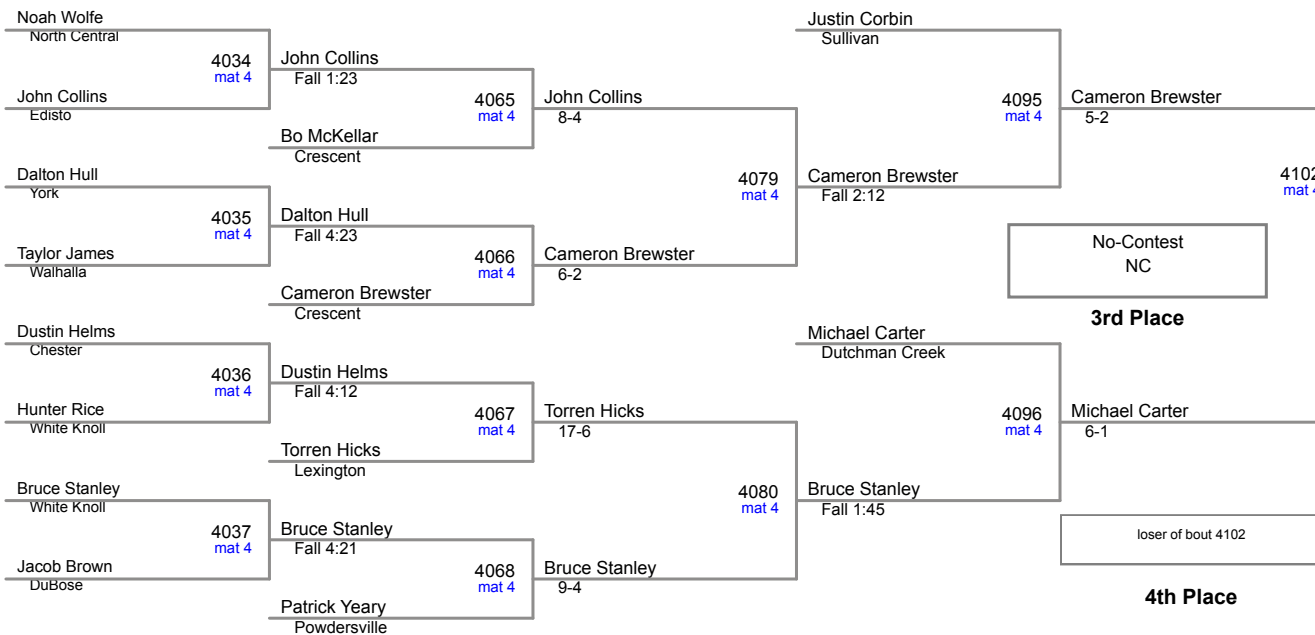 Noah Wolfe
North Central
4034
mat 4
John Collins
Edisto
John Collins
Fall 1:23
4065
mat 4
Bo McKellar
Crescent
John Collins
8-4
Dalton Hull
York
4035
mat 4
Taylor James
Walhalla
Dalton Hull
Fall 4:23
4066
mat 4
Cameron Brewster
Crescent
Cameron Brewster
6-2
4079
mat 4
Justin Corbin
Sullivan
Cameron Brewster
Fall 2:12
4095
mat 4
Cameron Brewster
5-2
4102
mat 4
No-Contest
NC
3rd Place
Dustin Helms
Chester
4036
mat 4
Hunter Rice
White Knoll
Dustin Helms
Fall 4:12
4067
mat 4
Torren Hicks
Lexington
Torren Hicks
17-6
Bruce Stanley
White Knoll
4037
mat 4
Jacob Brown
DuBose
Bruce Stanley
Fall 4:21
4068
mat 4
Patrick Yeary
Powdersville
Bruce Stanley
9-4
4080
mat 4
Michael Carter
Dutchman Creek
Bruce Stanley
Fall 1:45
4096
mat 4
Michael Carter
6-1
loser of bout 4102
4th Place